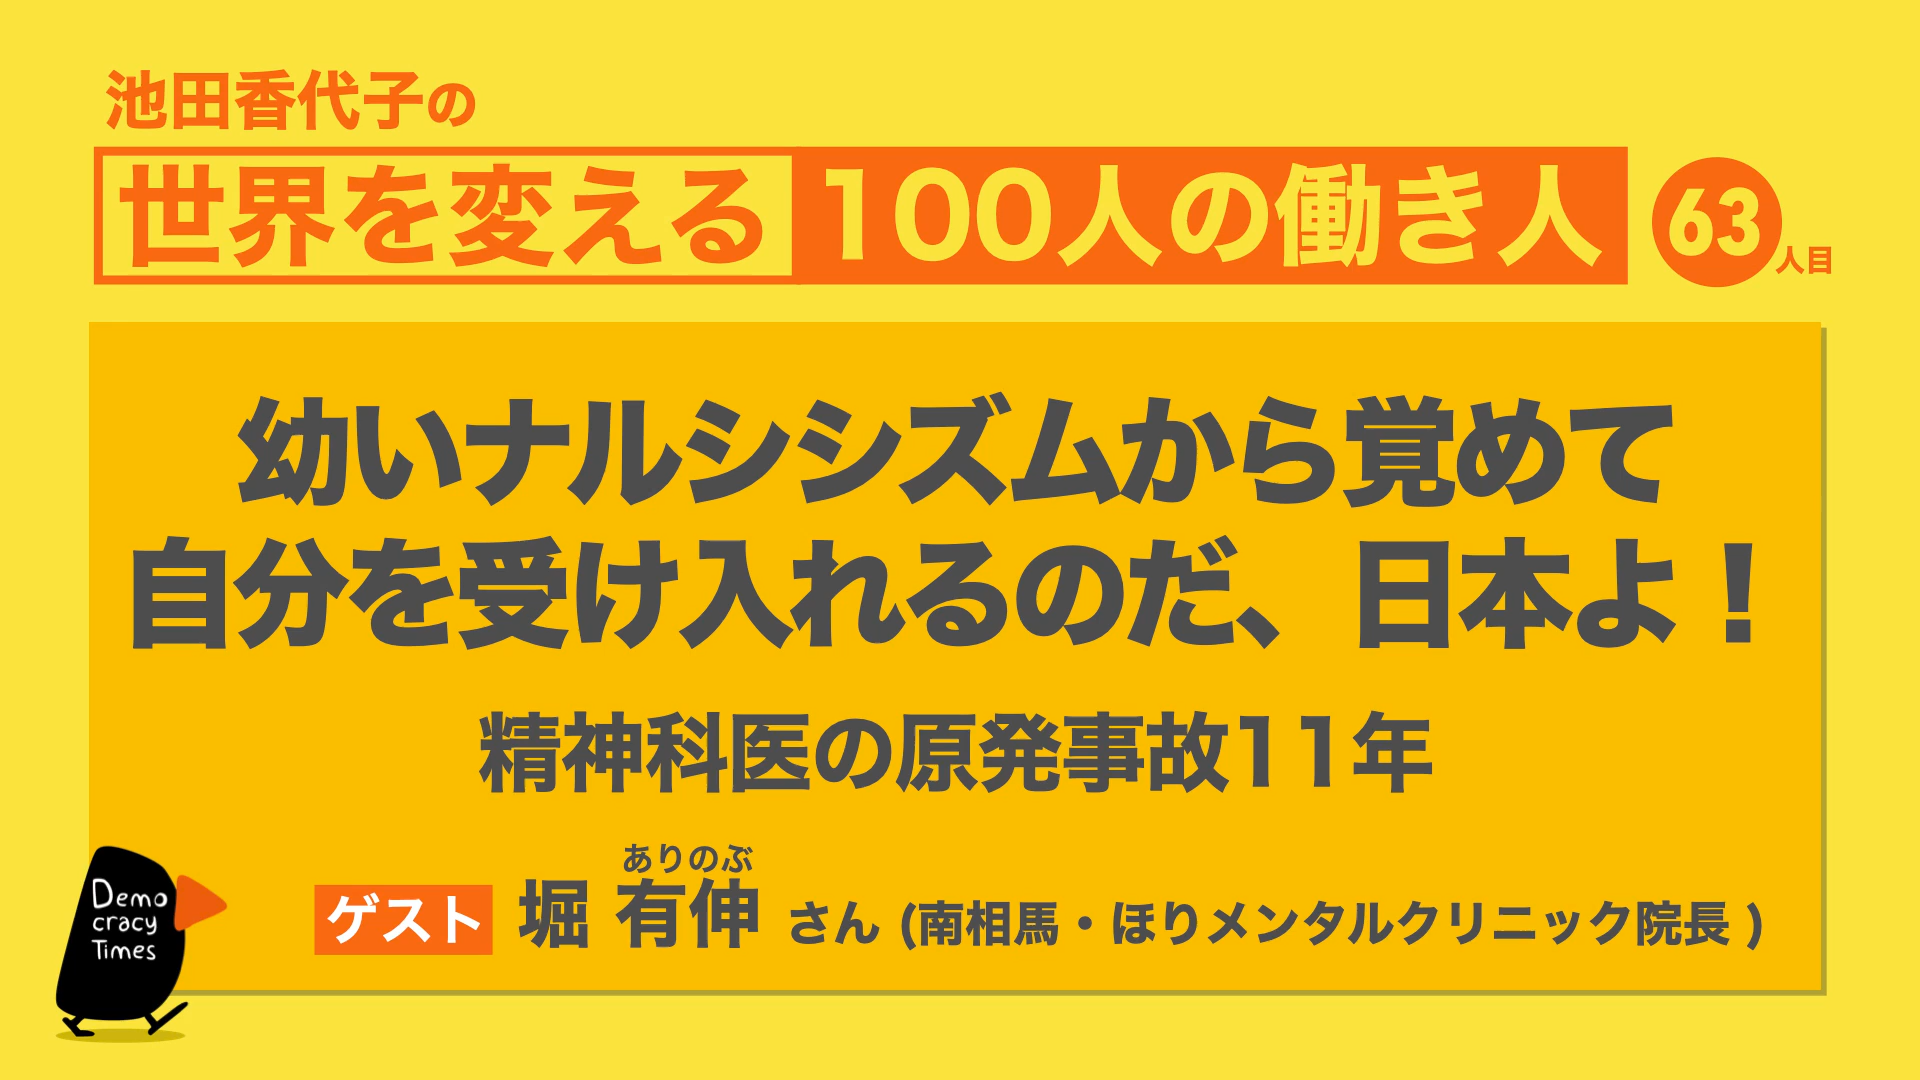 池田香代子の
世界を変える 100人の働き人 63人目
幼いナルシシズムから覚めて
自分を受け入れるのだ、日本よ！
精神科医の原発事故11年
ありのぶ
ゲスト 堀 有伸 さん (南相馬・ほりメンタルクリニック院長 )
Demo
cracy
Times